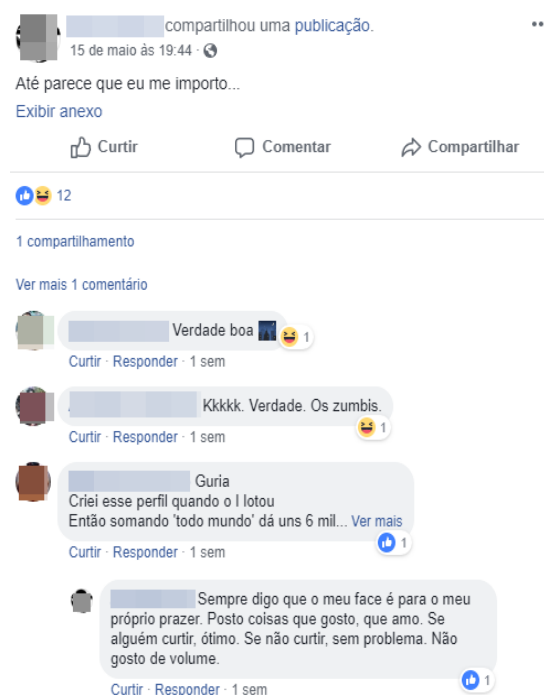 compartilhou uma publicação.
15 de maio às 19:44 ·
Até parece que eu me importo...
Exibir anexo
Curtir Comentar Compartilhar
12
1 compartilhamento
Ver mais 1 comentário
Verdade boa
1
Curtir · Responder · 1 sem
Kkkkk. Verdade. Os zumbis.
1
Curtir · Responder · 1 sem
Guria
Criei esse perfil quando o I lotou
Então somando 'todo mundo' dá uns 6 mil... Ver mais
1
Curtir · Responder · 1 sem
Sempre digo que o meu face é para o meu
próprio prazer. Posto coisas que gosto, que amo. Se
alguém curtir, ótimo. Se não curtir, sem problema. Não
gosto de volume.
1
Curtir · Responder · 1 sem